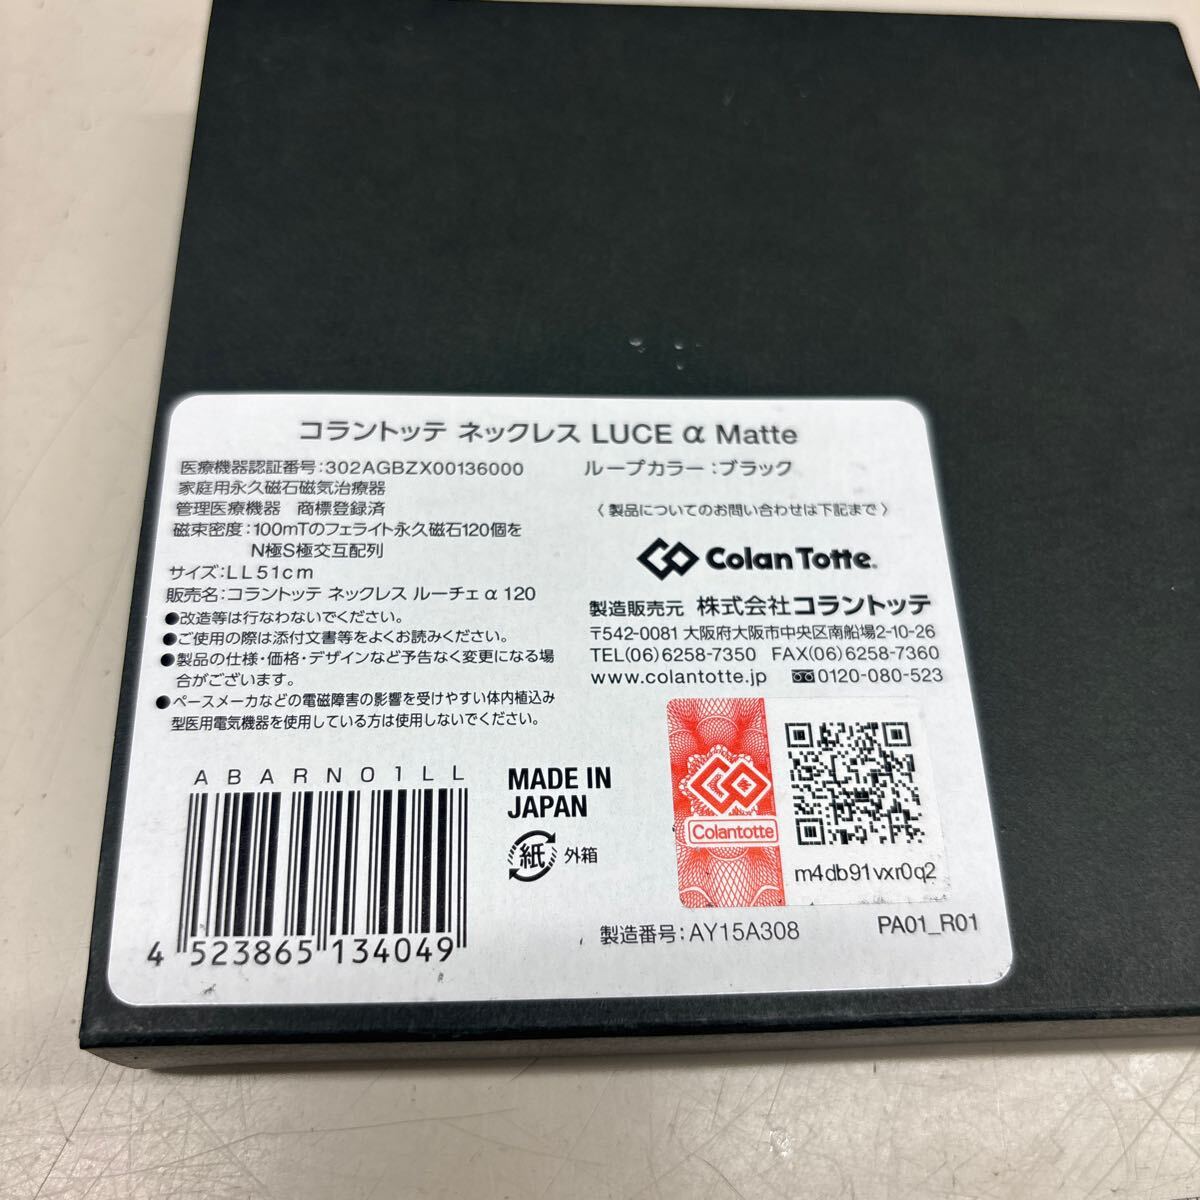 コラントッテ ネックレス LUCE α Matte
医療機器認証番号:302AGBZX00136000
家庭用永久磁石磁気治療器
管理医療機器 商標登録済
磁束密度:100mTのフェライト永久磁石120個を
N極S極交互配列
サイズ:LL51cm
販売名:コラントッテ ネックレス ルーチェ α 120
●改造等は行なわないでください。
●ご使用の際は添付文書等をよくお読みください。
●製品の仕様・価格・デザインなど予告なく変更になる場
合がございます。
●ペースメーカなどの電磁障害の影響を受けやすい体内植込み
型医用電気機器を使用している方は使用しないでください。
ループカラー:ブラック
〈製品についてのお問い合わせは下記まで〉
Colan Totte.
製造販売元 株式会社コラントッテ
〒542-0081 大阪府大阪市中央区南船場2-10-26
TEL(06)6258-7350 FAX(06)6258-7360
www.colantotte.jp 0120-080-523
ABARN01LL
4 523865 134049
MADE IN
JAPAN
紙 外箱
Colantotte
m4db91vxr0q2
製造番号:AY15A308
PA01_R01